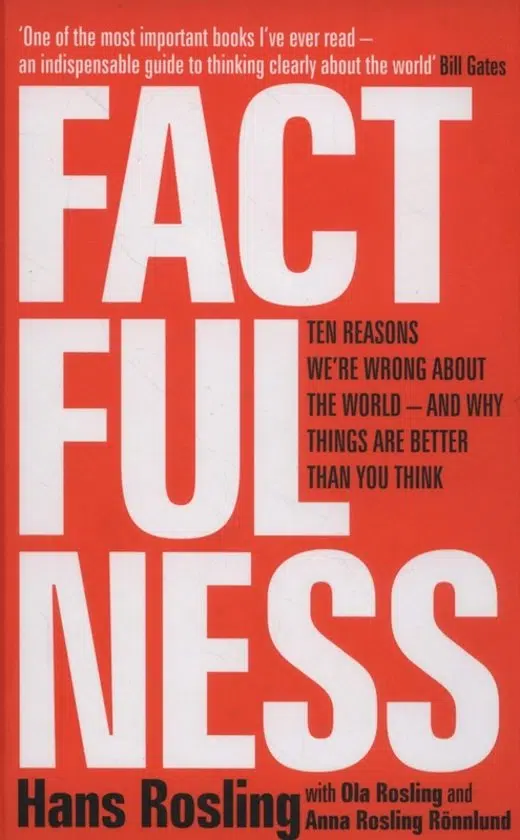 'One of the most important books I've ever read –
an indispensable guide to thinking clearly about the world' Bill Gates
FACT
FUL
TEN REASONS
WE'RE WRONG ABOUT
THE WORLD – AND WHY
THINGS ARE BETTER
THAN YOU THINK
NESS
Hans Rosling
with Ola Rosling and
Anna Rosling Rönnlund